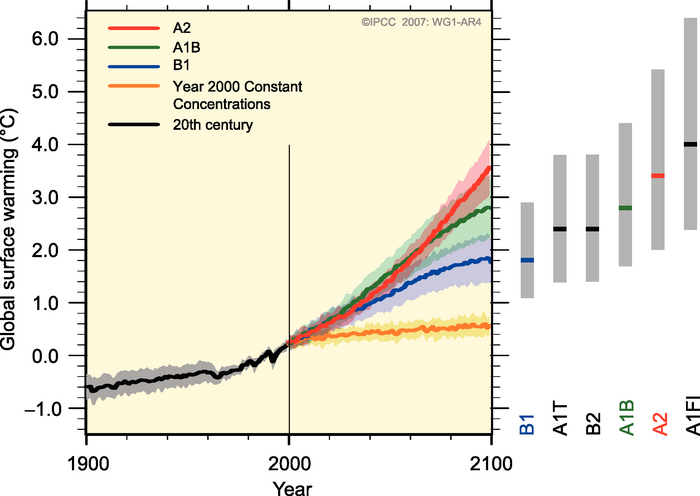 ©IPCC 2007: WG1-AR4
A2
A1B
B1
Year 2000 Constant
Concentrations
20th century
Global surface warming (°C)
6.0
5.0
4.0
3.0
2.0
1.0
0.0
–1.0
1900
2000
2100
Year
B1
A1T
B2
A1B
A2
A1FI